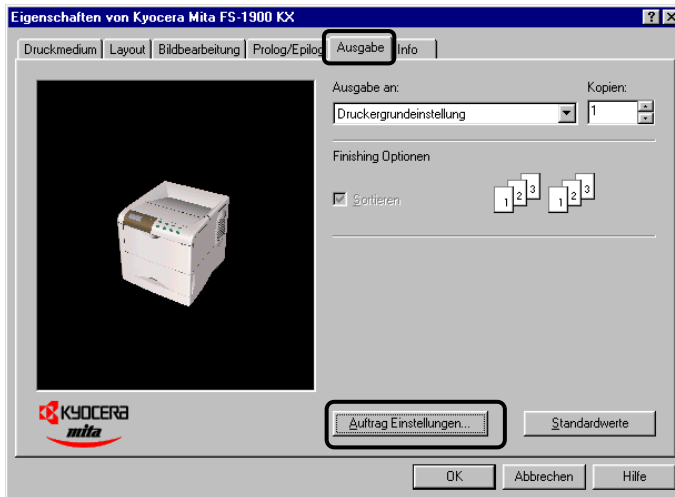 Eigenschaften von Kyocera Mita FS-1900 KX
Druckmedium Layout Bildbearbeitung Prolog/Epilog Ausgabe Info
Ausgabe an: Kopien:
Druckergrundeinstellung 1
Finishing Optionen
Sortieren 1 2 3 1 2 3
KYOCERA
mita
Auftrag Einstellungen... Standardwerte
OK Abbrechen Hilfe